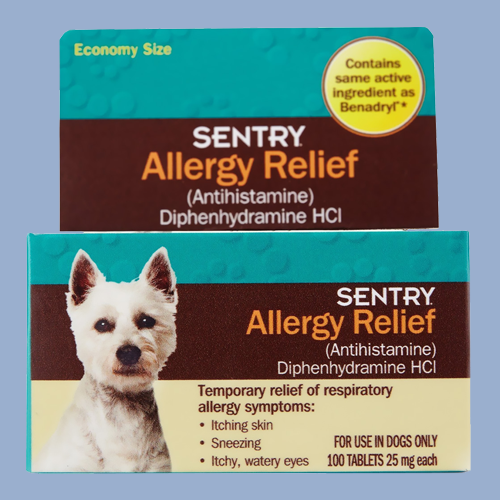 Economy Size
Contains
same active
ingredient as
Benadryl™*
SENTRY
Allergy Relief
(Antihistamine)
Diphenhydramine HCl
SENTRY
Allergy Relief
(Antihistamine)
Diphenhydramine HCl
Temporary relief of respiratory
allergy symptoms:
• Itching skin
• Sneezing
• Itchy, watery eyes
FOR USE IN DOGS ONLY
100 TABLETS 25 mg each